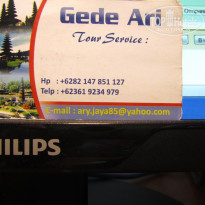 Gede Ari
Tour Service :
Hp : +6282 147 851 127
Telp : +62361 9234 979
E-mail : ary.jaya85@yahoo.com
PHILIPS